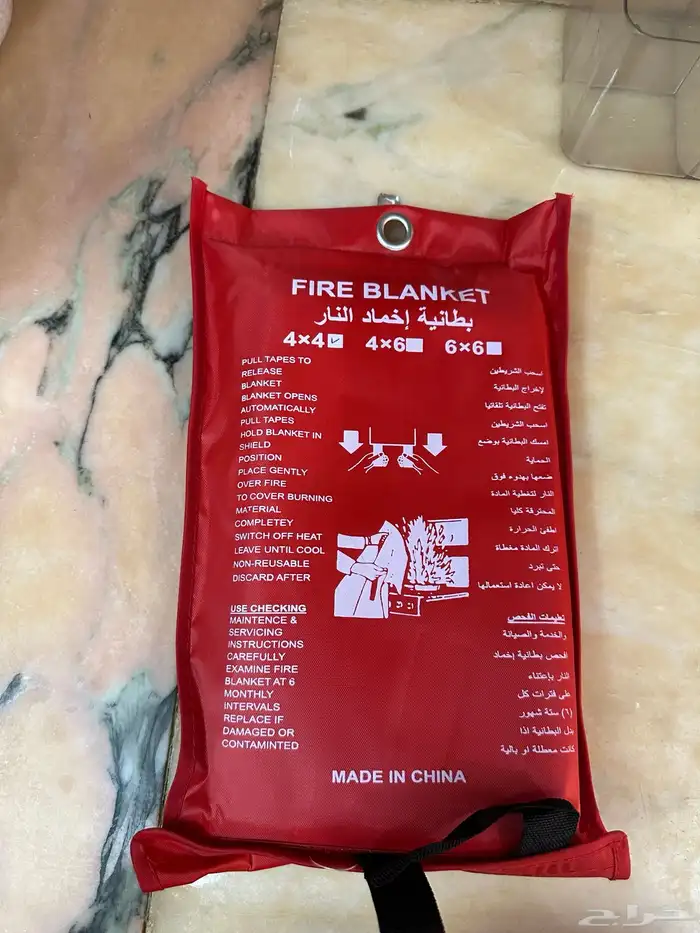 FIRE BLANKET
بطانية إخماد النار
4×4 4×6 6×6
PULL TAPES TO
RELEASE
BLANKET
BLANKET OPENS
AUTOMATICALLY
PULL TAPES
HOLD BLANKET IN
SHIELD
POSITION
PLACE GENTLY
OVER FIRE
TO COVER BURNING
MATERIAL
COMPLETEY
SWITCH OFF HEAT
LEAVE UNTIL COOL
NON-REUSABLE
DISCARD AFTER
اسحب الشريطين
لإخراج البطانية
تفتح البطانية تلقائيا
اسحب الشريطين
امسك البطانية بوضع
الحماية
ضعها بهدوء فوق
النار لتغطية المادة
المحترقة كليا
اطفئ الحرارة
اترك المادة مغطاة
حتى تبرد
لا يمكن اعادة استعمالها
USE CHECKING
MAINTENCE &
SERVICING
INSTRUCTIONS
CAREFULLY
EXAMINE FIRE
BLANKET AT 6
MONTHLY
INTERVALS
REPLACE IF
DAMAGED OR
CONTAMINTED
تعليمات الفحص
والخدمة والصيانة
افحص بطانية إخماد
النار بإعتناء
على فترات كل
(٦) ستة شهور
بدل البطانية اذا
كانت معطلة او بالية
MADE IN CHINA
حراج